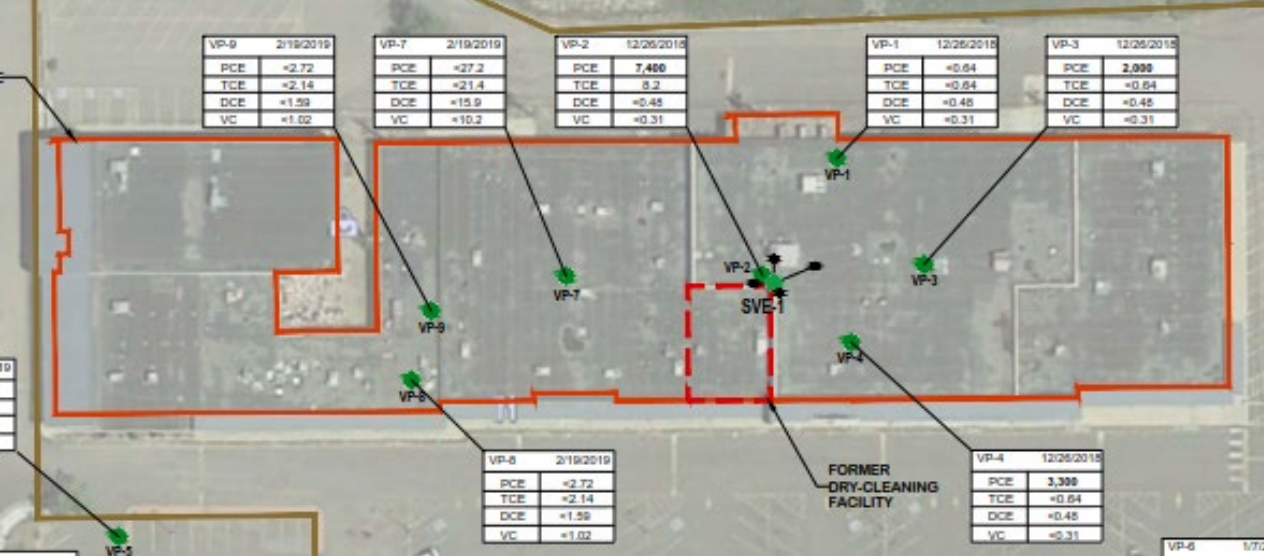 VP-9 2/19/2019
PCE <2.72
TCE <2.14
DCE <1.59
VC <1.02
VP-7 2/19/2019
PCE <27.2
TCE <21.4
DCE <15.9
VC <10.2
VP-2 12/26/2018
PCE 7,400
TCE 8.2
DCE <0.48
VC <0.31
VP-1 12/26/2018
PCE <0.64
TCE <0.64
DCE <0.48
VC <0.31
VP-3 12/26/2018
PCE 2,000
TCE <0.64
DCE <0.48
VC <0.31
VP-1
VP-2
VP-3
VP-7
SVE-1
VP-9
VP-4
VP-8
VP-8 2/19/2019
PCE <2.72
TCE <2.14
DCE <1.59
VC <1.02
FORMER
DRY-CLEANING
FACILITY
VP-4 12/26/2018
PCE 3,300
TCE <0.64
DCE <0.48
VC <0.31
VP-5
VP-6